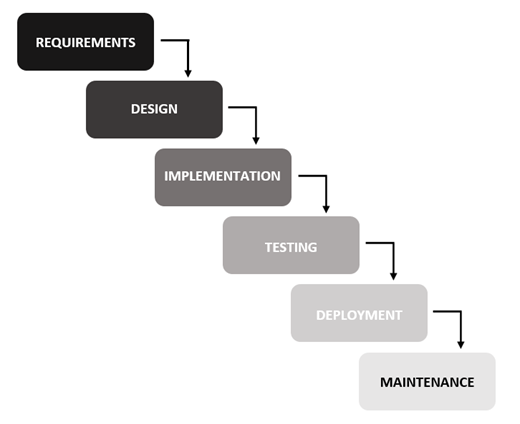 REQUIREMENTS
DESIGN
IMPLEMENTATION
TESTING
DEPLOYMENT
MAINTENANCE